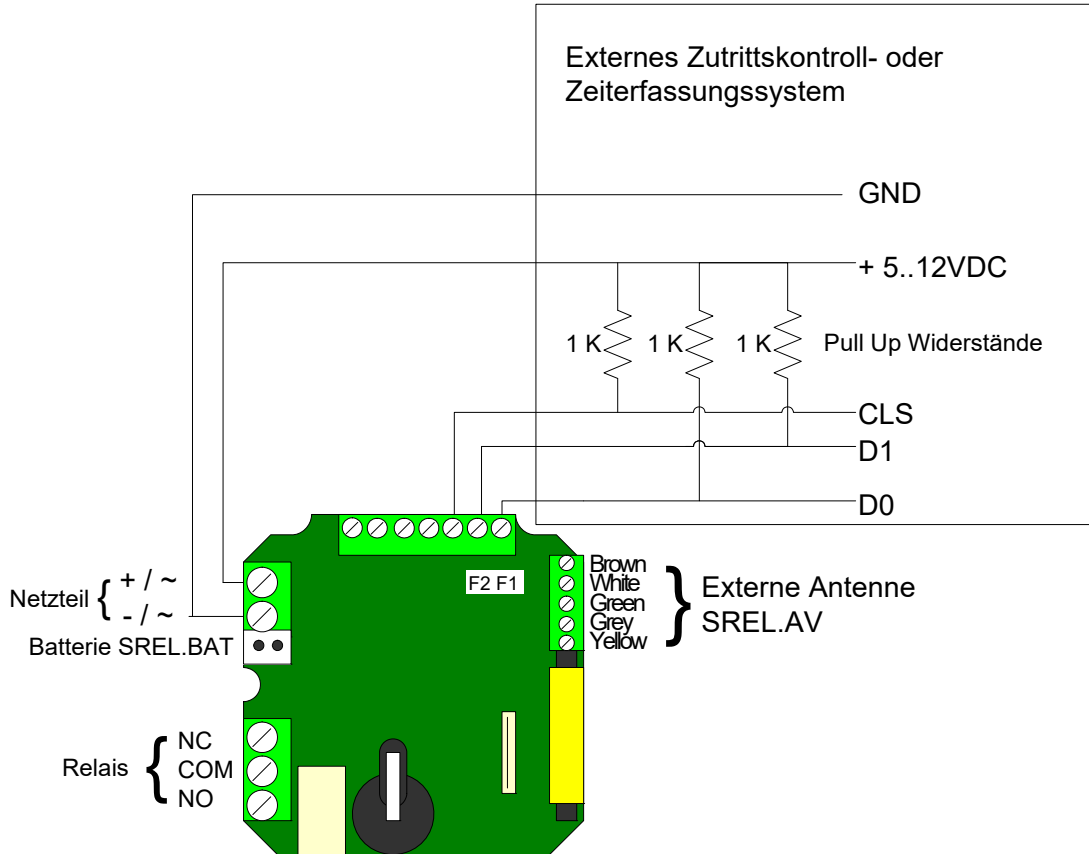 Externes Zutrittskontroll- oder
Zeiterfassungssystem
GND
+ 5..12VDC
1 K
1 K
1 K
Pull Up Widerstände
CLS
D1
D0
F2 F1
Brown
White
Green
Grey
Yellow
Externe Antenne
SREL.AV
Netzteil
+ / ~
- / ~
Batterie SREL.BAT
Relais
NC
COM
NO